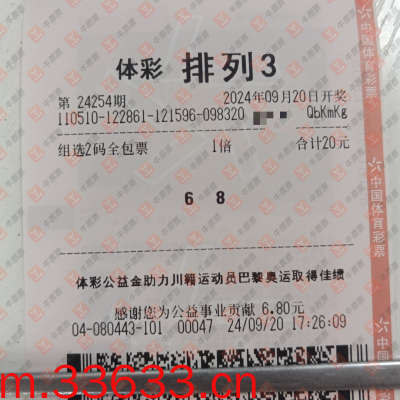 体彩 排列3
第 24254期 2024年09月20日开奖
110510-122861-121596-098320 QbKmKg
组选2码全包票 1倍 合计20元
6 8
体彩公益金助力川籍运动员巴黎奥运取得佳绩
感谢您为公益事业贡献 6.80元
04-080443-101 00047 24/09/20 17:26:09
m.33633.cn
中国体育彩票
中国体育彩票